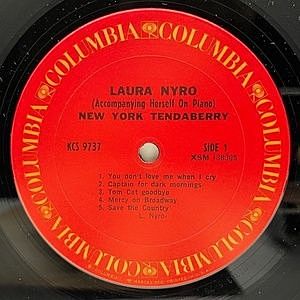 COLUMBIA COLUMBIA COLUMBIA COLUMBIA COLUMBIA COLUMBIA
LAURA NYRO
(Accompanying Herself On Piano)
NEW YORK TENDABERRY
KCS 9737
SIDE 1
XSM
1. You don't love me when I cry
2. Captain for dark mornings
3. Tom Cat goodbye
4. Mercy on Broadway
5. Save the Country
L. Nyro